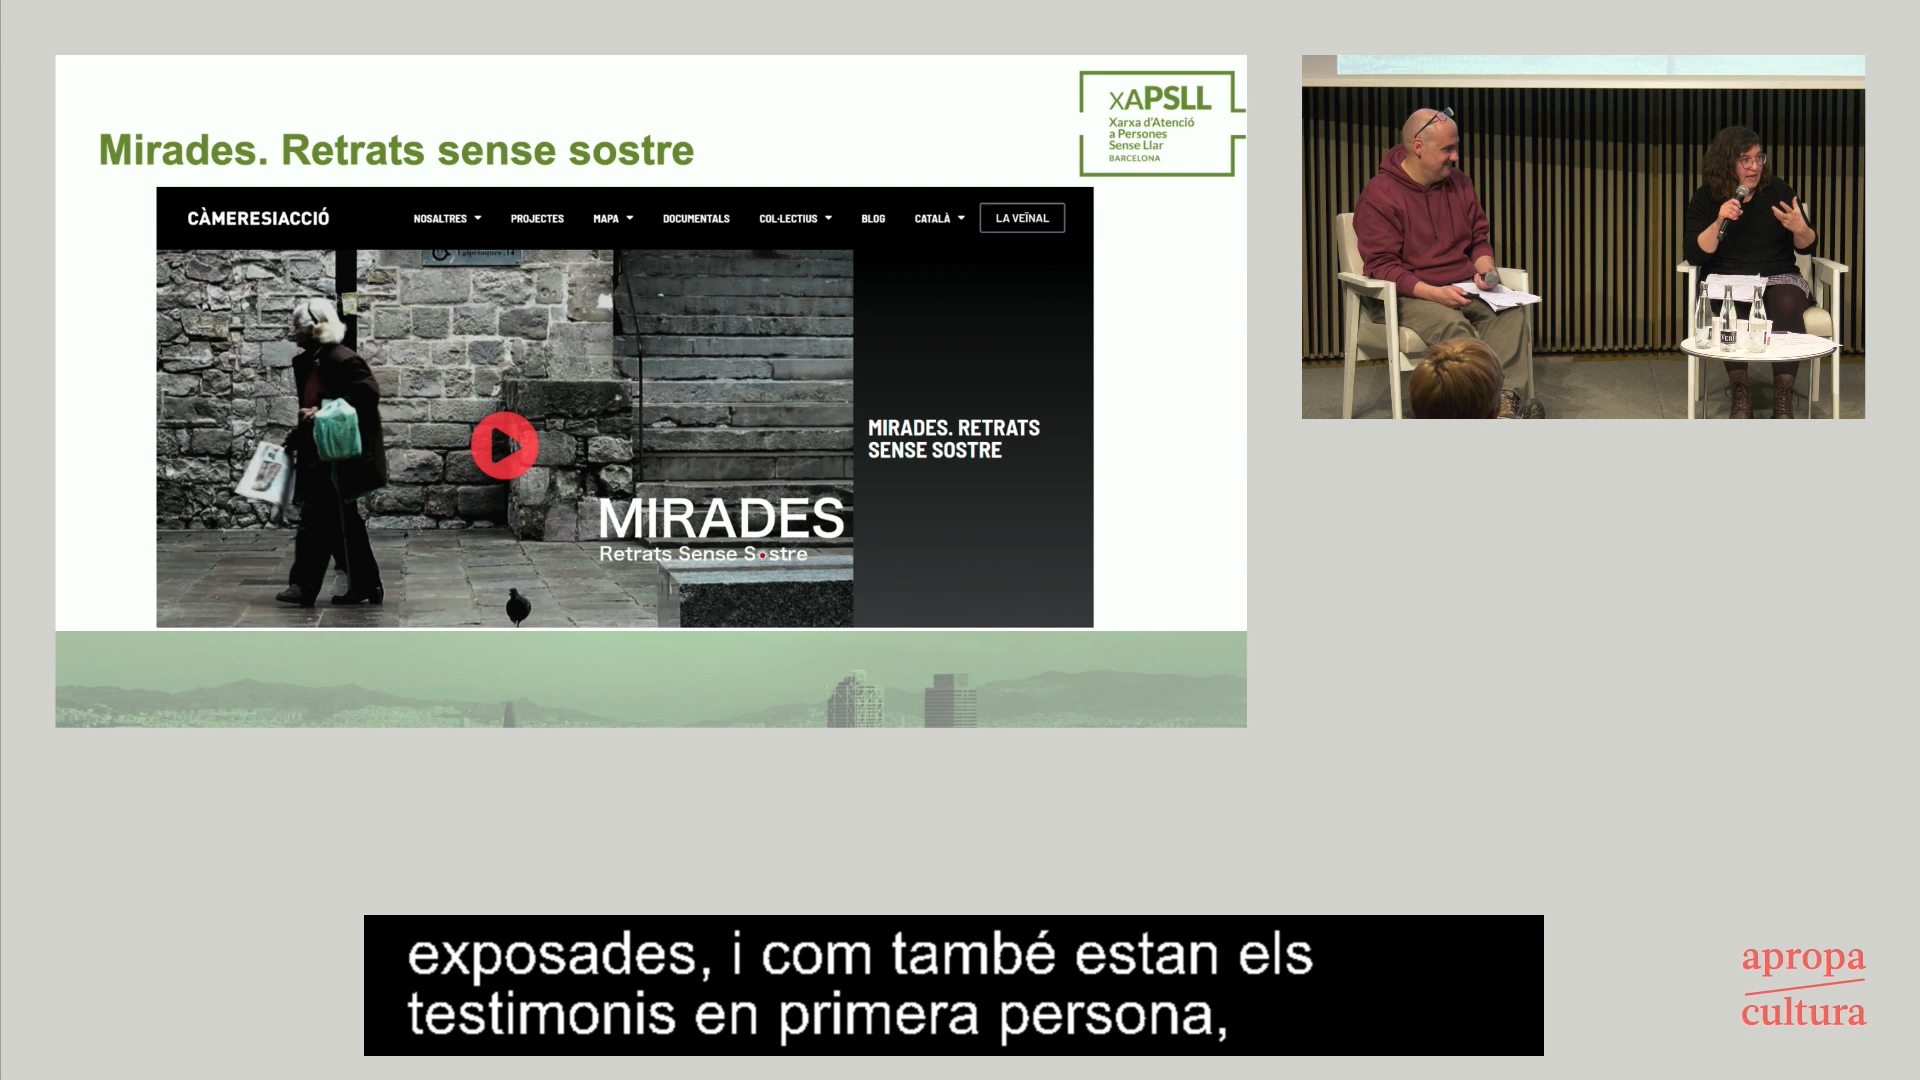 Mirades. Retrats sense sostre
xAPSLL
Xarxa d'Atenció
a Persones
Sense Llar
BARCELONA
CÀMERESIACCIÓ
NOSALTRES
PROJECTES
MAPA
DOCUMENTALS
COL·LECTIUS
BLOG
CATALÀ
LA VEÏNAL
MIRADES. RETRATS
SENSE SOSTRE
MIRADES
Retrats Sense Sostre
exposades, i com també estan els
testimonis en primera persona,
apropa
cultura